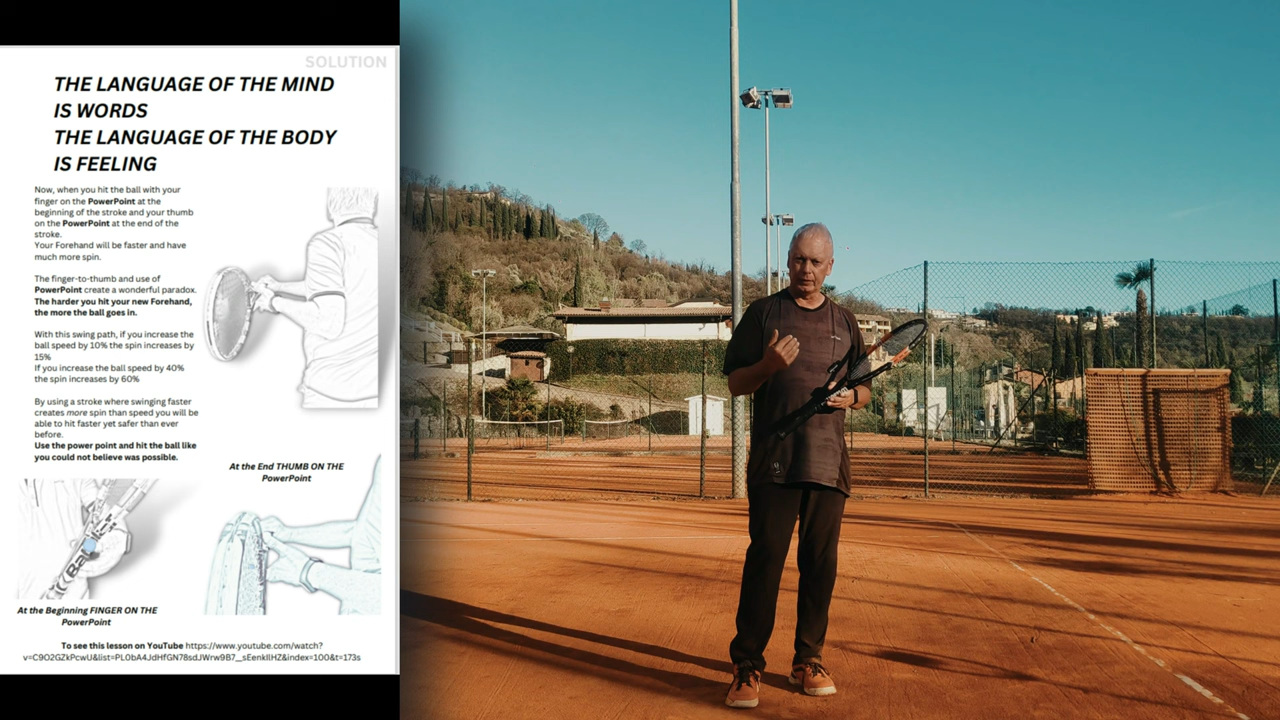 SOLUTION
THE LANGUAGE OF THE MIND
IS WORDS
THE LANGUAGE OF THE BODY
IS FEELING
Now, when you hit the ball with your
finger on the PowerPoint at the
beginning of the stroke and your thumb
on the PowerPoint at the end of the
stroke.
Your Forehand will be faster and have
much more spin.
The finger-to-thumb and use of
PowerPoint create a wonderful paradox.
The harder you hit your new Forehand,
the more the ball goes in.
With this swing path, if you increase the
ball speed by 10% the spin increases by
15%
If you increase the ball speed by 40%
the spin increases by 60%
By using a stroke where swinging faster
creates more spin than speed you will be
able to hit faster yet safer than ever
before.
Use the power point and hit the ball like
you could not believe was possible.
At the End THUMB ON THE
PowerPoint
At the Beginning FINGER ON THE
PowerPoint
To see this lesson on YouTube https://www.youtube.com/watch?
v=C9O2GZkPcwU&list=PL0bA4JdHfGN78sdJWrw9B7__sEenkIlHZ&index=100&t=173s